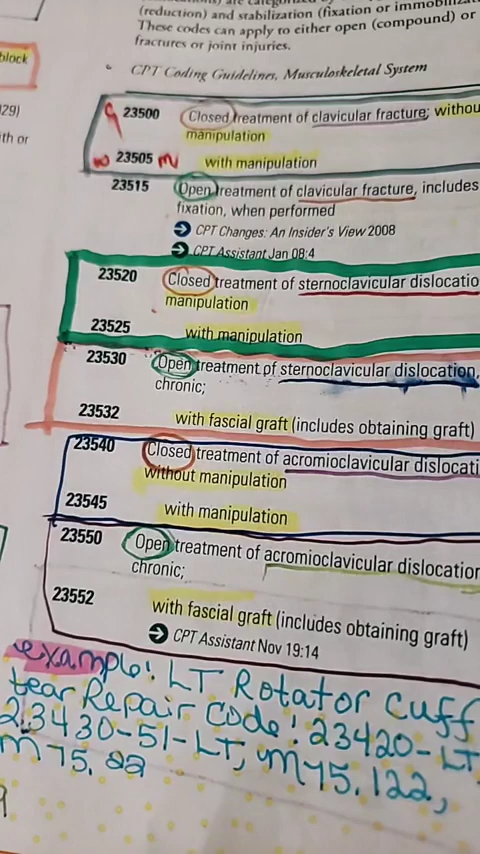 (reduction) and stabilization (fixation or
These codes can apply to either open (compound) or
fractures or joint injuries.
block
CPT Coding Guidelines, Musculoskeletal System
829)
ith or
23500 Closed treatment of clavicular fracture; without
manipulation
23505 m with manipulation
23515 Open treatment of clavicular fracture, includes
fixation, when performed
CPT Changes: An Insider's View 2008
CPT Assistant Jan 08:4
23520 Closed treatment of sternoclavicular dislocatio
manipulation
23525 with manipulation
23530 Open treatment of sternoclavicular dislocation,
chronic;
23532 with fascial graft (includes obtaining graft)
23540 Closed treatment of acromioclavicular dislocati
without manipulation
23545 with manipulation
23550 Open treatment of acromioclavicular dislocation
chronic;
23552 with fascial graft (includes obtaining graft)
CPT Assistant Nov 19:14
example: LT Rotator cuff
tear Repair Code: 23420-LT
23430-51-LT, M75.122,
M75.22